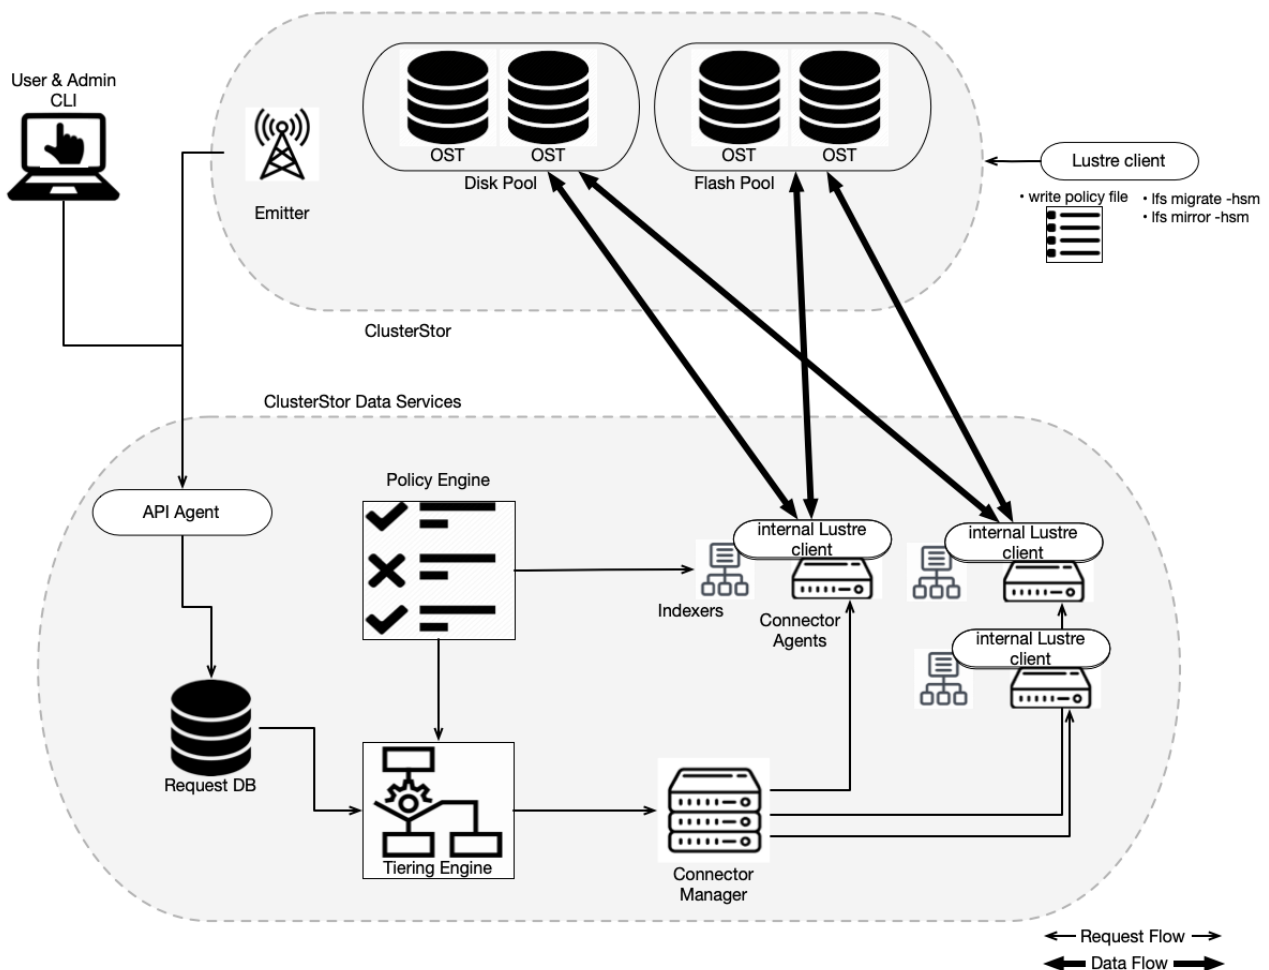 User & Admin
CLI
OST
OST
OST
OST
Disk Pool
Flash Pool
Emitter
Lustre client
• write policy file
• lfs migrate -hsm
• lfs mirror -hsm
ClusterStor
ClusterStor Data Services
API Agent
Policy Engine
internal Lustre
client
internal Lustre
client
Indexers
Connector
Agents
internal Lustre
client
Request DB
Tiering Engine
Connector
Manager
Request Flow
Data Flow